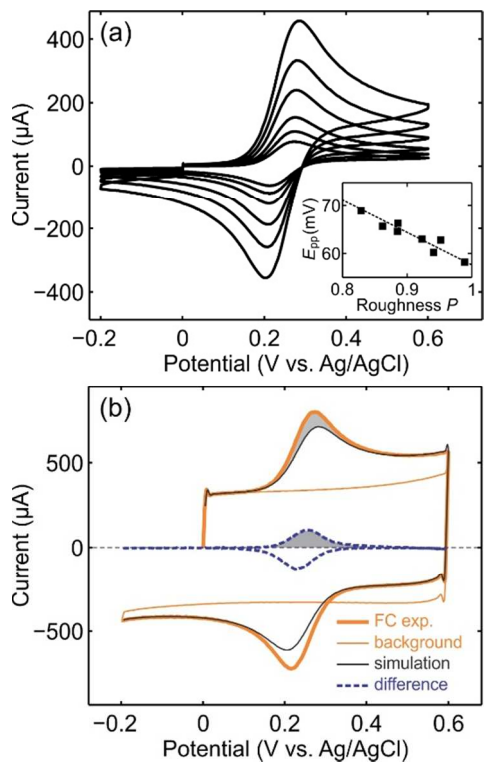 (a)
400
200
0
−200
−400
Current (µA)
70
60
Epp (mV)
0.8
0.9
1
Roughness P
−0.2
0
0.2
0.4
0.6
Potential (V vs. Ag/AgCl)
(b)
500
0
−500
Current (µA)
FC exp.
background
simulation
difference
−0.2
0
0.2
0.4
0.6
Potential (V vs. Ag/AgCl)